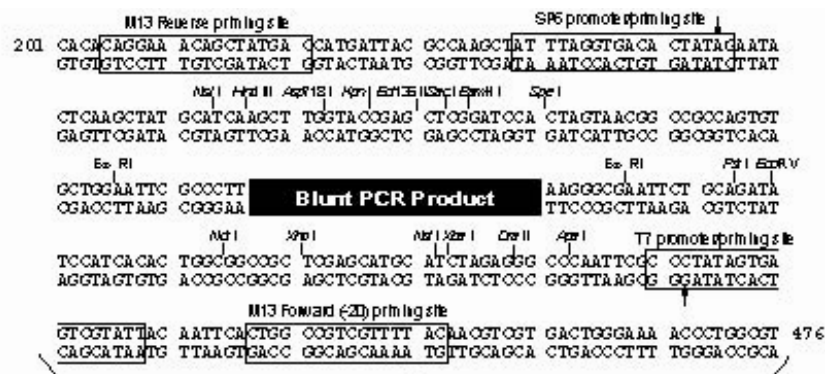 M13 Reverse priming site SP6 promoter/priming site
201 CACACAGGAA ACAGCTATGAC CATGATTAC GCCAAGCTAT TTAGGTGACA CTATAGAATA
GTGTGTCCTT TGTCGATACTG GTACTAATG CGGTTCGATA AATCCACTGT GATATCTTAT
NsiI Hind III Asp718 I Kpn I Ecl136 II Sac I BamH I Spe I
CTCAAGCTAT GCATCAAGCT TGGTACCGAG CTCGGATCCA CTAGTAACGG CCGCCAGTGT
GAGTTCGATA CGTAGTTCGA ACCATGGCTC GAGCCTAGGT GATCATTGCC GGCGGTCACA
Eco RI Eco RI Pst I EcoR V
GCTGGAATTC GCCCTT Blunt PCR Product AAGGGCGAATTCT GCAGATA
CGACCTTAAG CGGGAA TTCCCGCTTAAGA CGTCTAT
Not I Xho I Nsi I Xba I Dra II Apa I T7 promoter/priming site
TCCATCACAC TGGCGGCCGC TCGAGCATGC ATCTAGAGGG CCCAATTCGC CCTATAGTGA
AGGTAGTGTG ACCGCCGGCG AGCTCGTACG TAGATCTCCC GGGTTAAGCG GGATATCACT
M13 Forward (-20) priming site
GTCGTATTAC AATTCACTGG CCGTCGTTTT ACAACGTCGT GACTGGGAAA ACCCTGGCGT 476
CAGCATAATG TTAAGTGACC GGCAGCAAAA TGTTGCAGCA CTGACCCTTT TGGGACCGCA